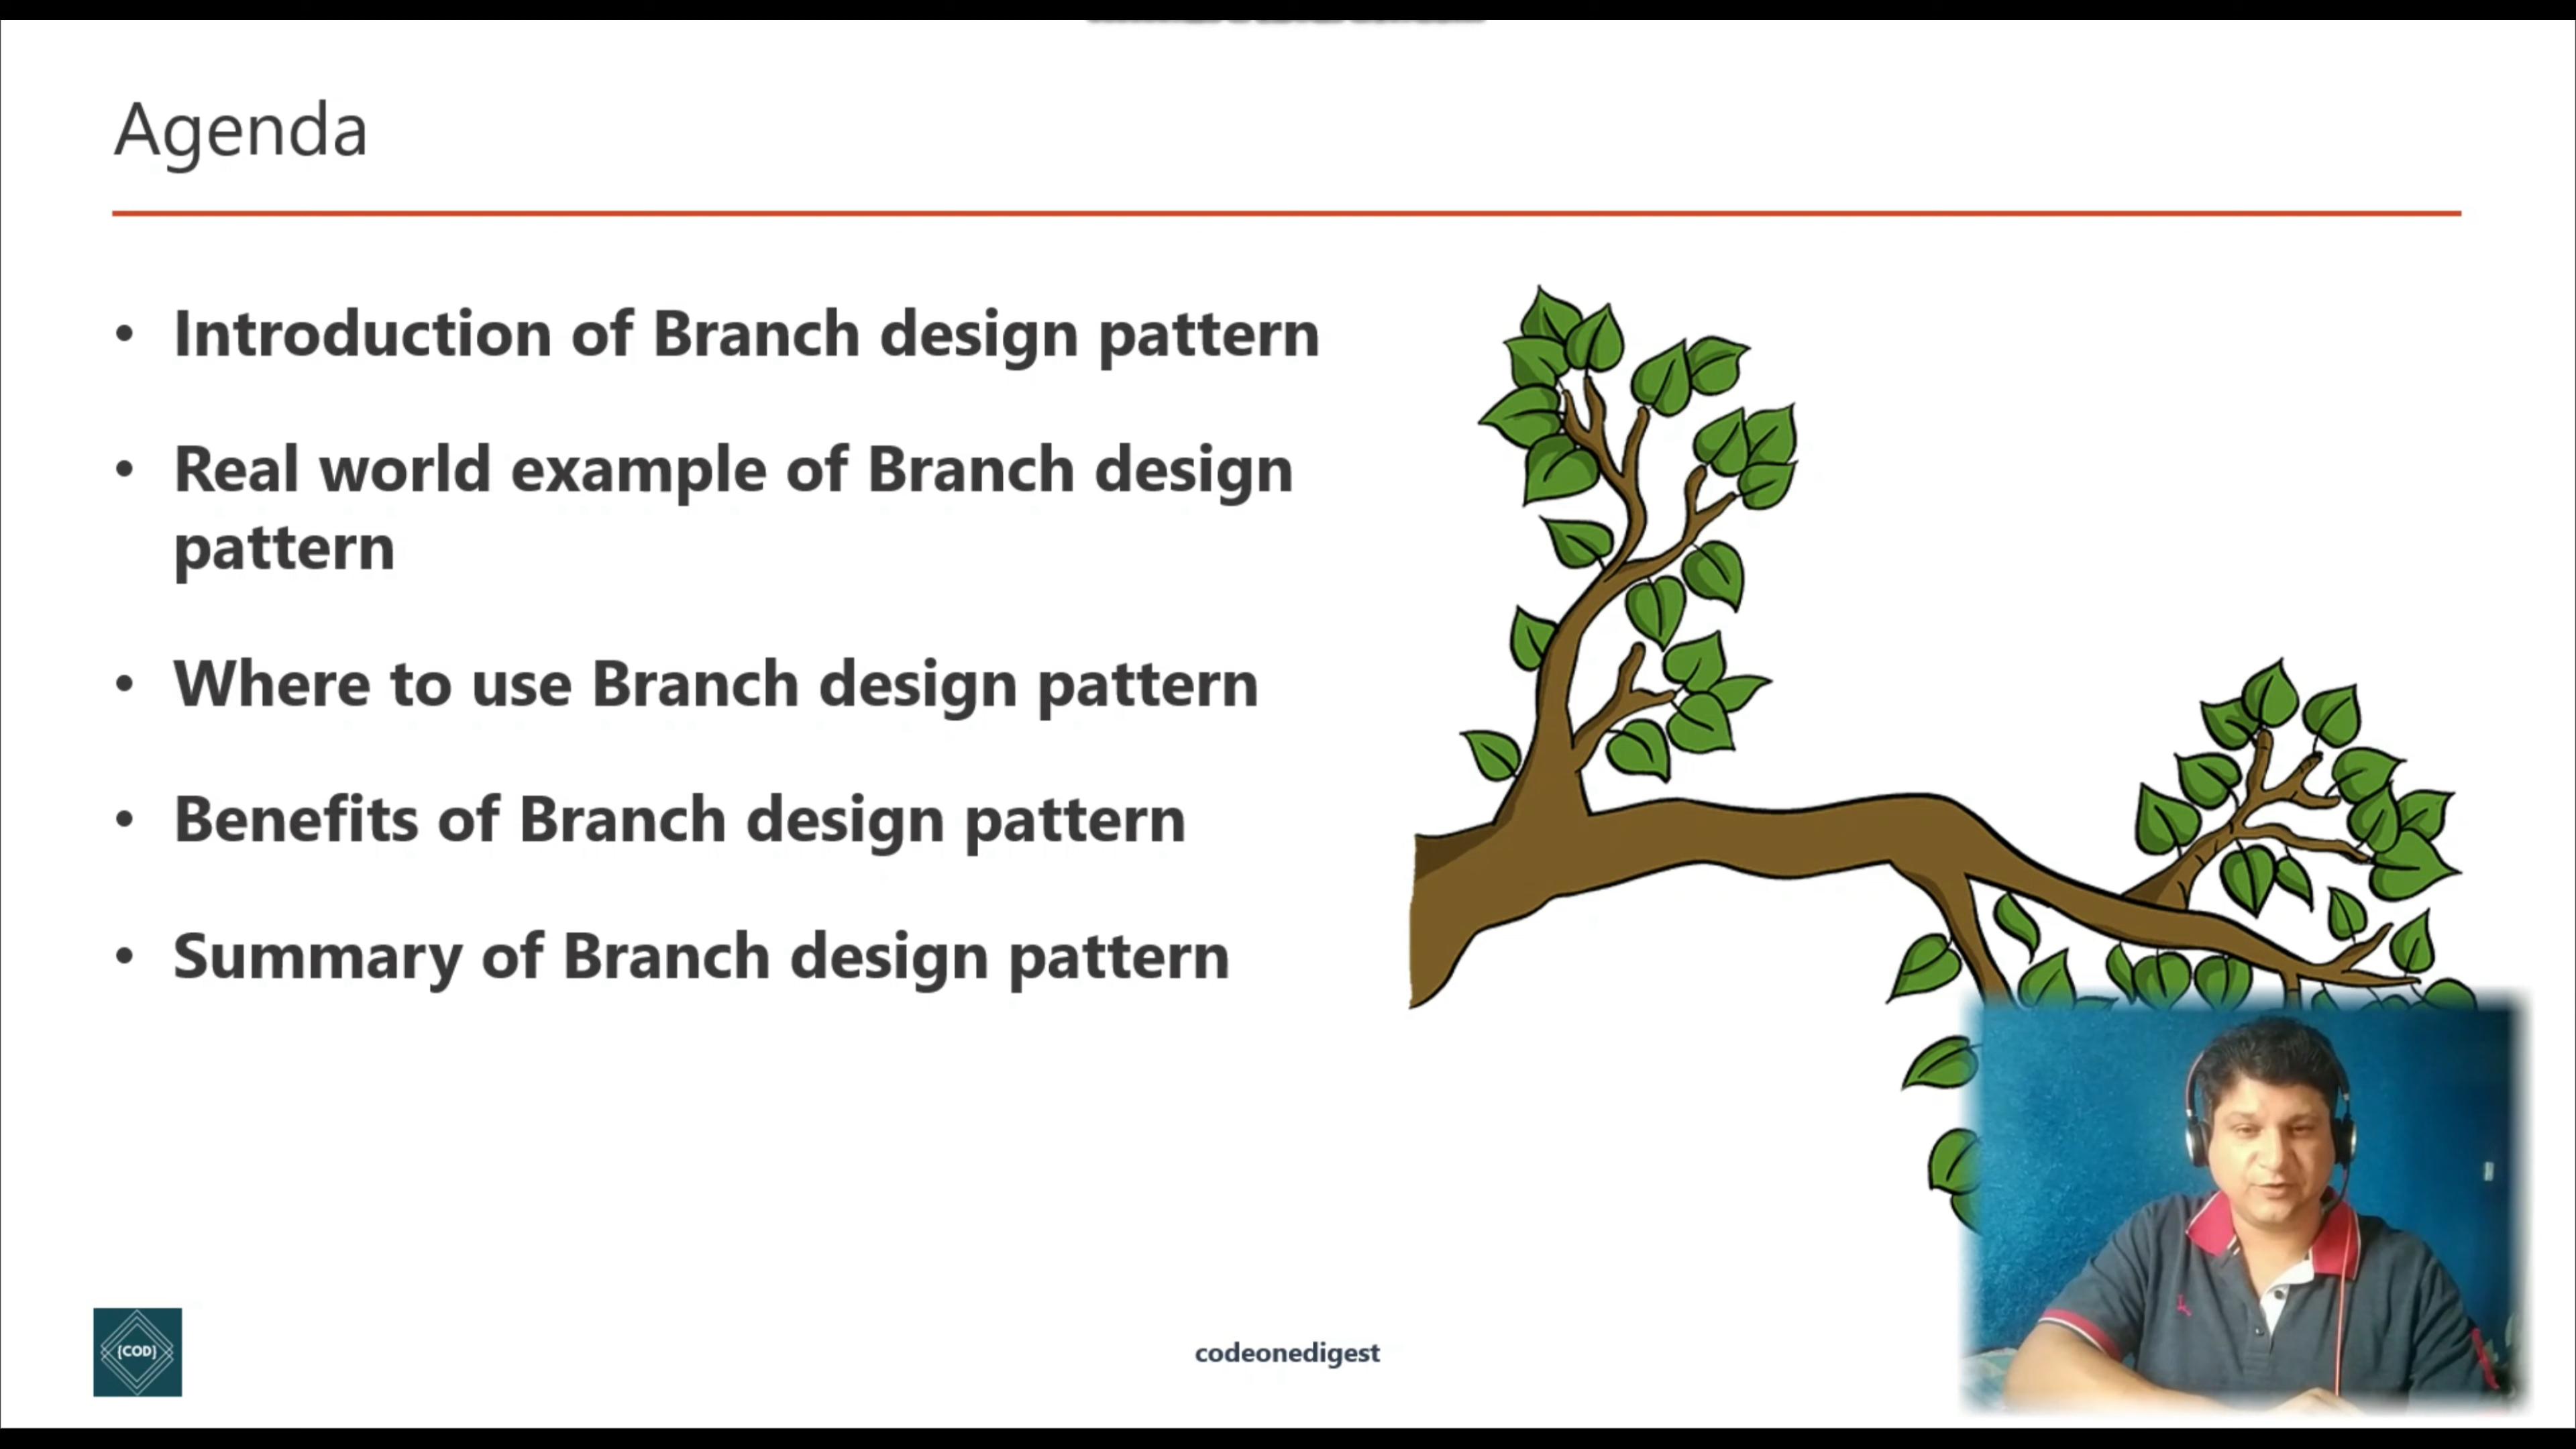 Agenda
• Introduction of Branch design pattern
• Real world example of Branch design
pattern
• Where to use Branch design pattern
• Benefits of Branch design pattern
• Summary of Branch design pattern
{COD}
codeonedigest